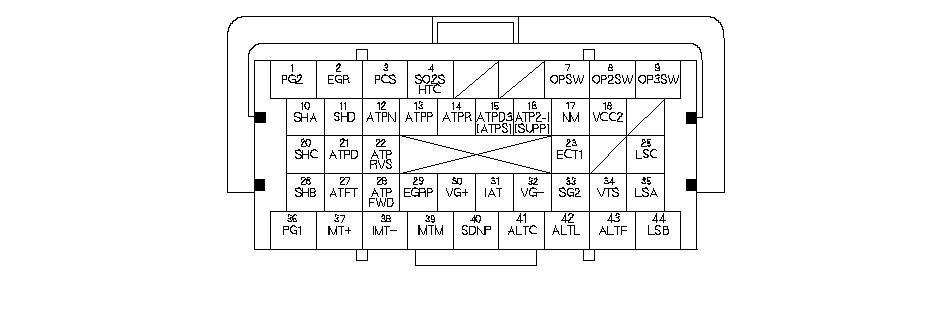 1 2 3 4 7 8 9
PG2 EGR PCS SO2S HTC OPSW OP2SW OP3SW
10 11 12 13 14 15 16 17 18
SHA SHD ATPN ATPP ATPR ATPD3 [ATPS] ATP2-1 [SUPP] NM VCC2
20 21 22 23 25
SHC ATPD ATP RVS ECT1 LSC
26 27 28 29 30 31 32 33 34 35
SHB ATFT ATP FWD EGRP VG+ IAT VG- SG2 VTS LSA
36 37 38 39 40 41 42 43 44
PG1 IMT+ IMT- IMTM SDNP ALTC ALTL ALTF LSB